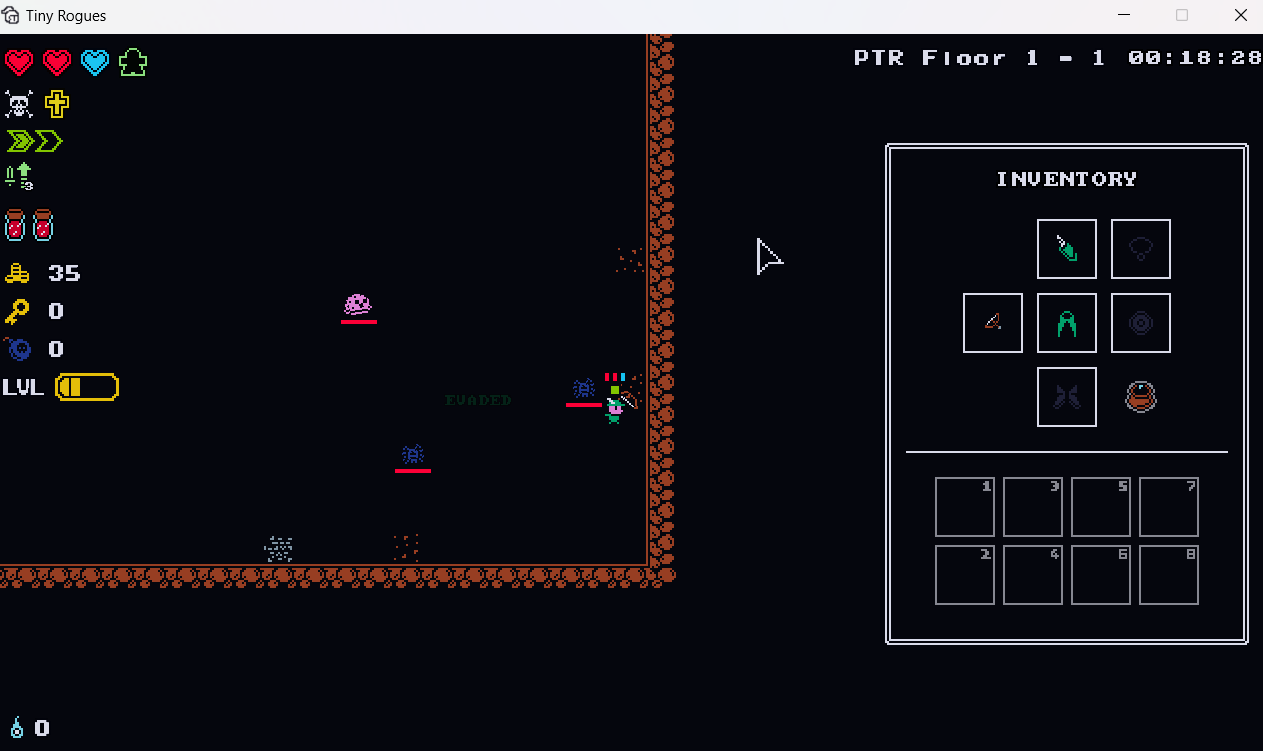 Tiny Rogues
PTR Floor 1 - 1 00:18:28
3
35
0
0
LVL
EVADED
INVENTORY
1 3 5 7
2 4 6 8
0